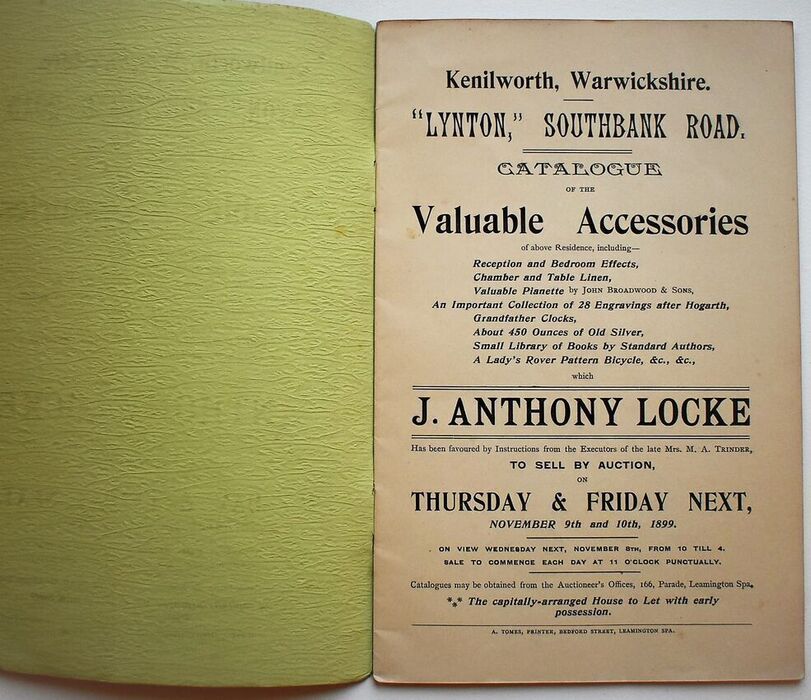 Kenilworth, Warwickshire.
"LYNTON," SOUTHBANK ROAD.
CATALOGUE
OF THE
Valuable Accessories
of above Residence, including—
Reception and Bedroom Effects,
Chamber and Table Linen,
Valuable Pianette by JOHN BROADWOOD & SONS,
An Important Collection of 28 Engravings after Hogarth,
Grandfather Clocks,
About 450 Ounces of Old Silver,
Small Library of Books by Standard Authors,
A Lady's Rover Pattern Bicycle, &c., &c.,
which
J. ANTHONY LOCKE
Has been favoured by Instructions from the Executors of the late Mrs. M. A. TRINDER,
TO SELL BY AUCTION,
ON
THURSDAY & FRIDAY NEXT,
NOVEMBER 9th and 10th, 1899.
ON VIEW WEDNESDAY NEXT, NOVEMBER 8TH, FROM 10 TILL 4.
SALE TO COMMENCE EACH DAY AT 11 O'CLOCK PUNCTUALLY.
Catalogues may be obtained from the Auctioneer's Offices, 166, Parade, Leamington Spa.
*** The capitally-arranged House to Let with early
possession.
A. TOMES, PRINTER, BEDFORD STREET, LEAMINGTON SPA.